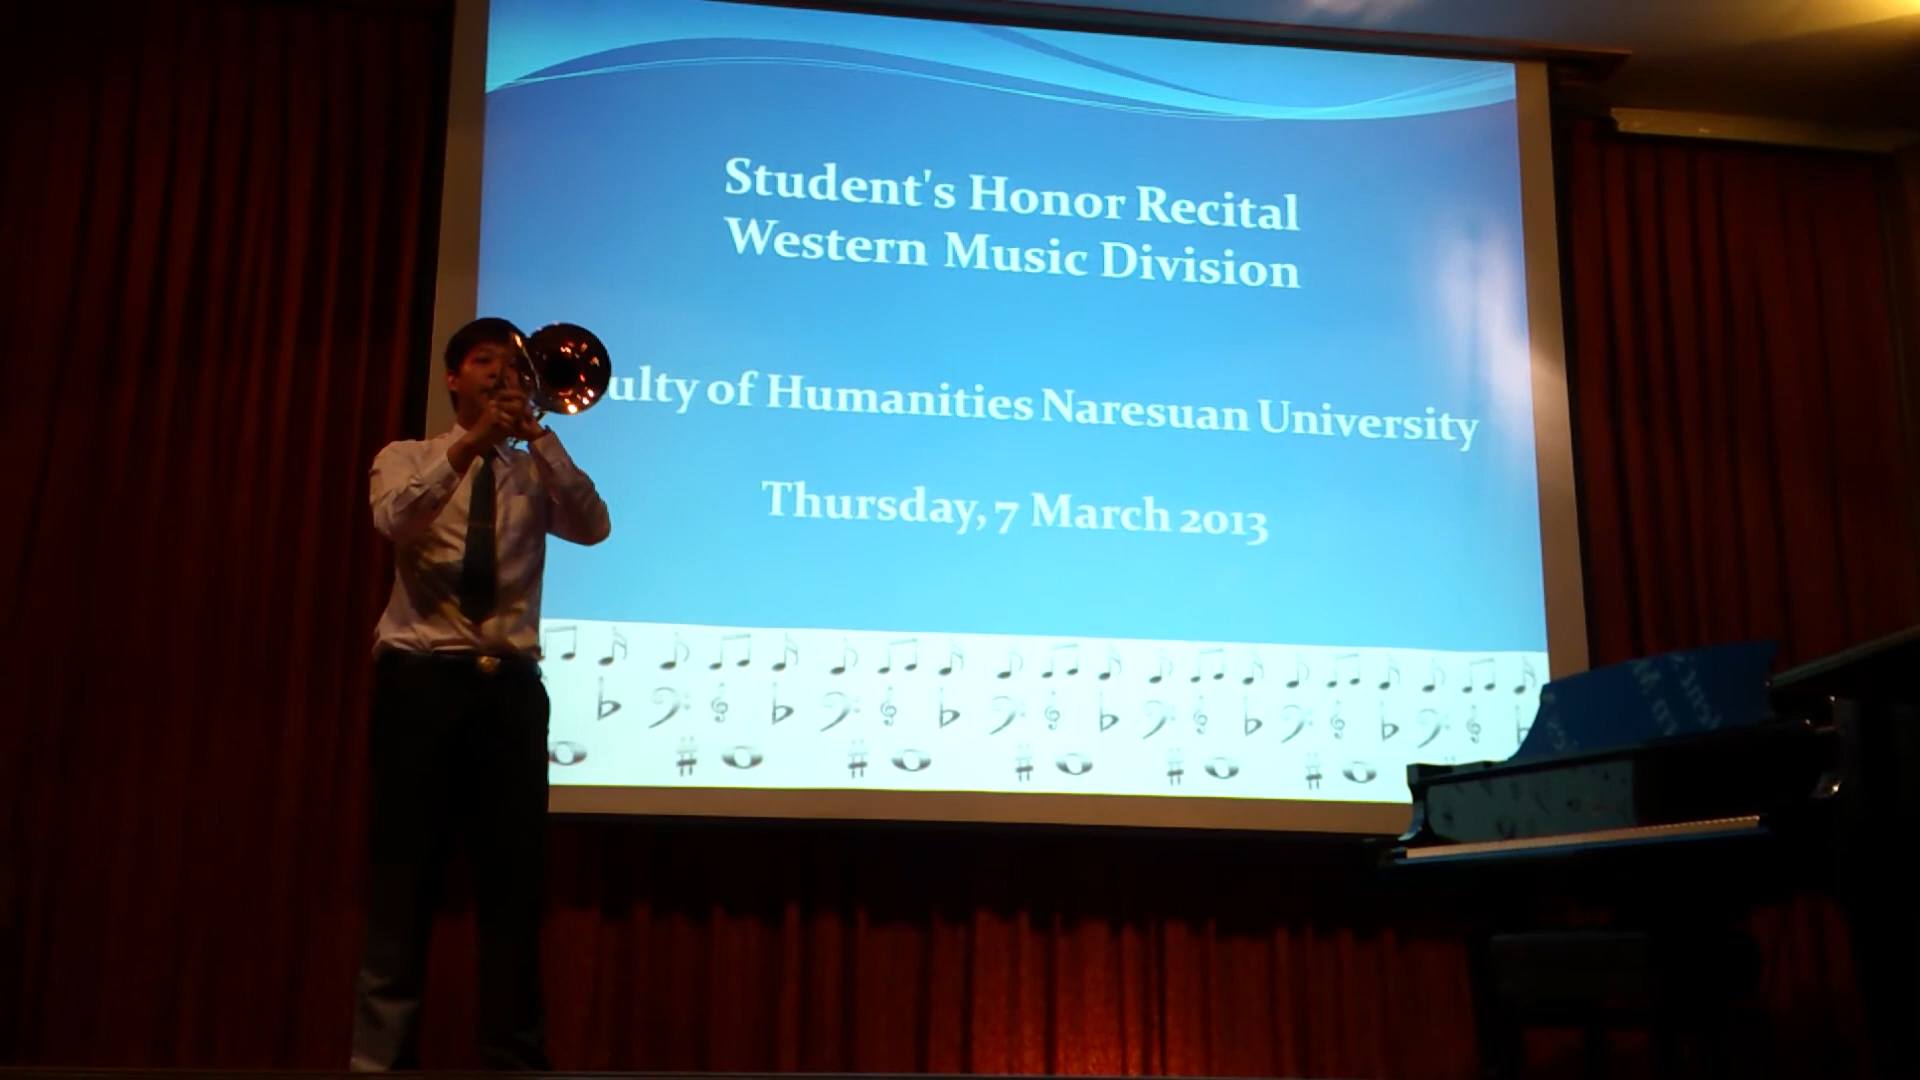 Student's Honor Recital
Western Music Division
ulty of Humanities Naresuan University
Thursday, 7 March 2013